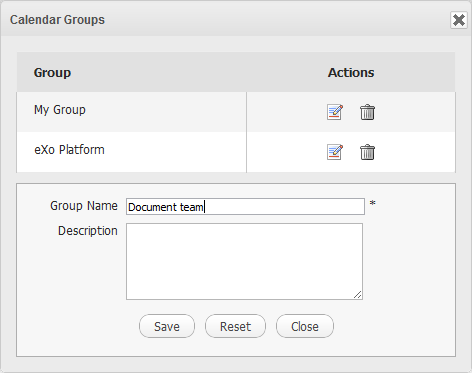 Calendar Groups
Group Actions
My Group
eXo Platform
Group Name Document team *
Description
Save Reset Close